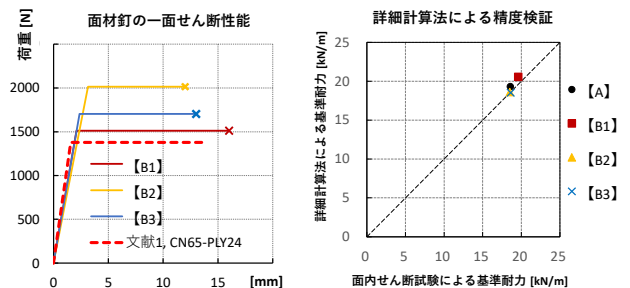 面材釘の一面せん断性能
荷重 [N]
2000
1500
1000
500
0
0
5
10
15
[mm]
【B1】
【B2】
【B3】
文献1, CN65-PLY24
詳細計算法による精度検証
詳細計算法による基準耐力 [kN/m]
25
20
15
10
5
0
0
5
10
15
20
25
面内せん断試験による基準耐力 [kN/m]
【A】
【B1】
【B2】
【B3】